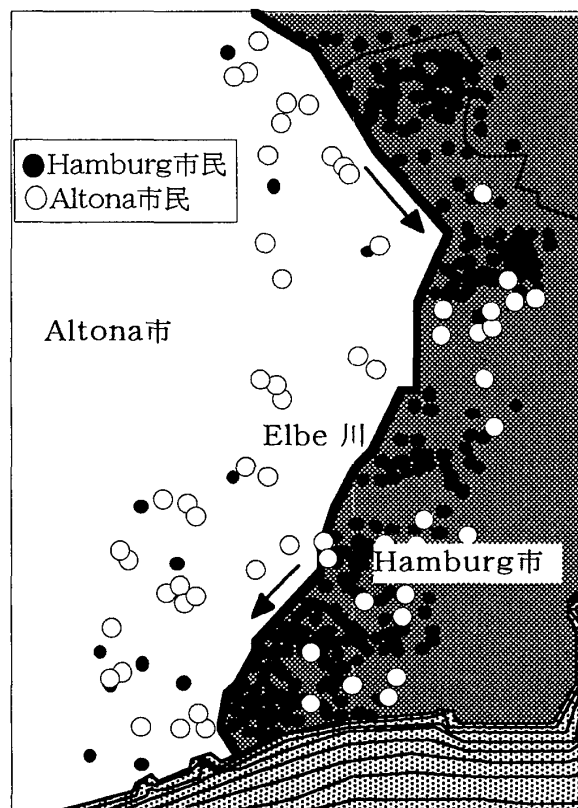 ●Hamburg市民
○Altona市民
Altona市
Elbe 川
Hamburg市